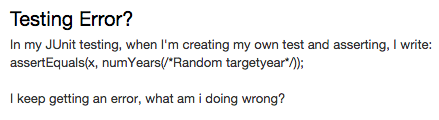 Testing Error?
In my JUnit testing, when I'm creating my own test and asserting, I write:
assertEquals(x, numYears(/*Random targetyear*/));
I keep getting an error, what am i doing wrong?